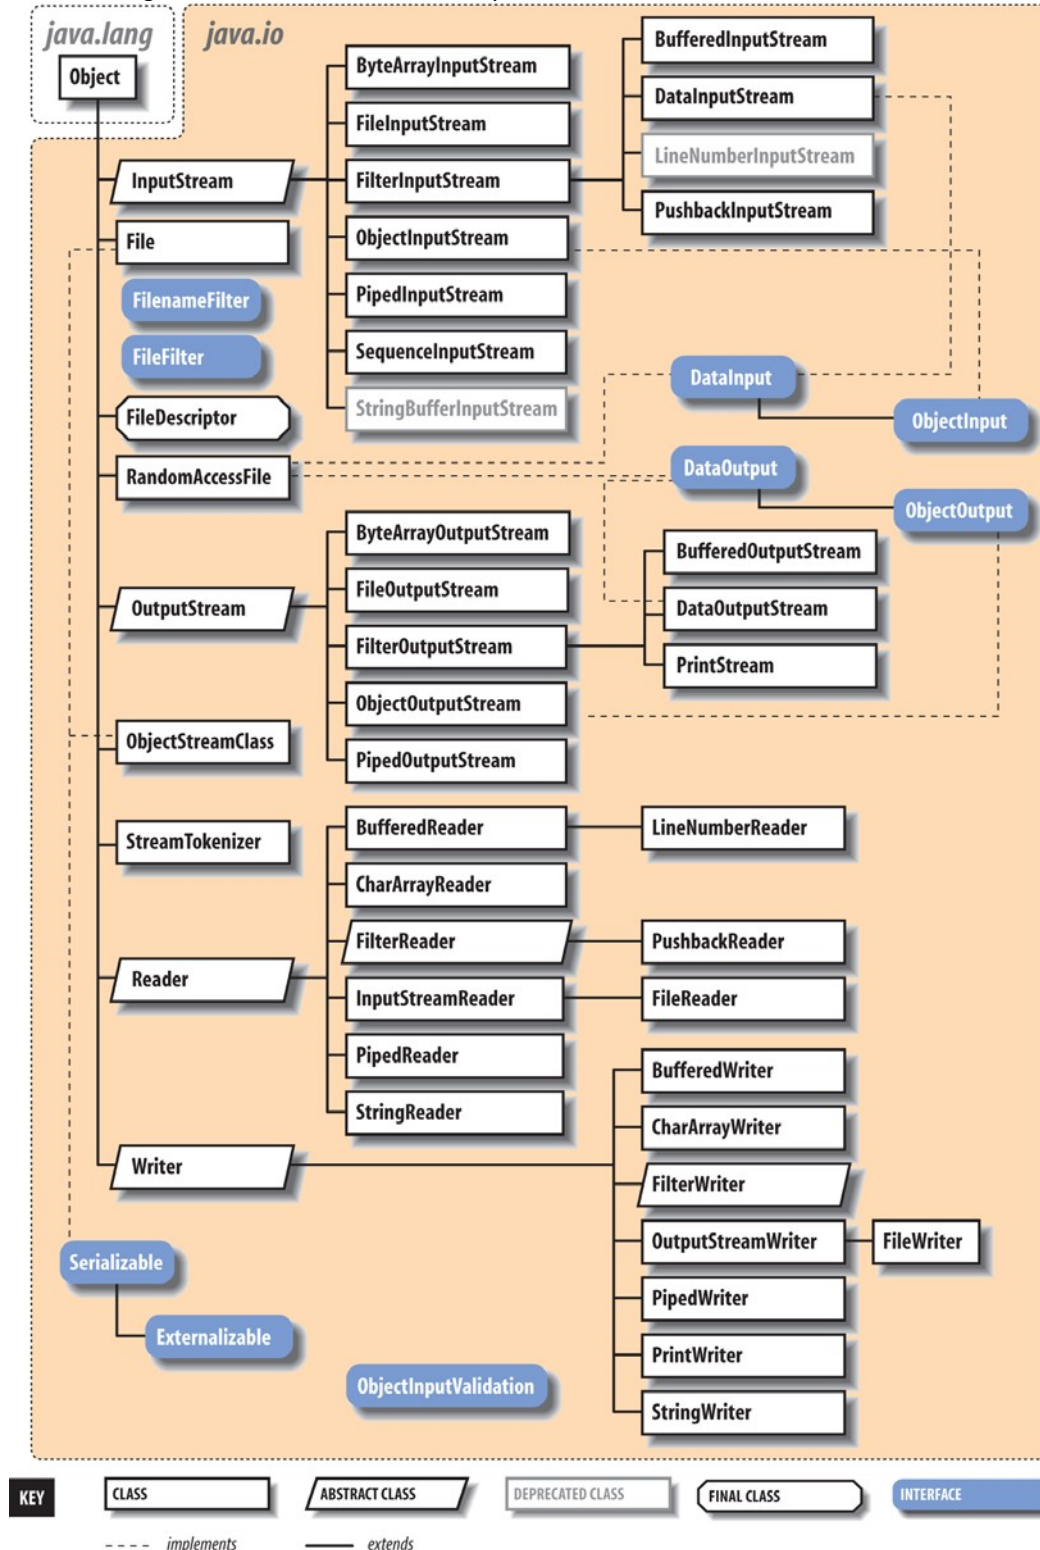 java.lang
java.io
Object
InputStream
File
FilenameFilter
FileFilter
FileDescriptor
RandomAccessFile
OutputStream
ObjectStreamClass
StreamTokenizer
Reader
Writer
Serializable
Externalizable
ByteArrayInputStream
FileInputStream
FilterInputStream
ObjectInputStream
PipedInputStream
SequenceInputStream
StringBufferInputStream
BufferedInputStream
DataInputStream
LineNumberInputStream
PushbackInputStream
DataInput
ObjectInput
DataOutput
ObjectOutput
ByteArrayOutputStream
FileOutputStream
FilterOutputStream
ObjectOutputStream
PipedOutputStream
BufferedOutputStream
DataOutputStream
PrintStream
BufferedReader
CharArrayReader
FilterReader
InputStreamReader
PipedReader
StringReader
LineNumberReader
PushbackReader
FileReader
BufferedWriter
CharArrayWriter
FilterWriter
OutputStreamWriter
FileWriter
PipedWriter
PrintWriter
StringWriter
ObjectInputValidation
KEY
CLASS
ABSTRACT CLASS
DEPRECATED CLASS
FINAL CLASS
INTERFACE
implements
extends